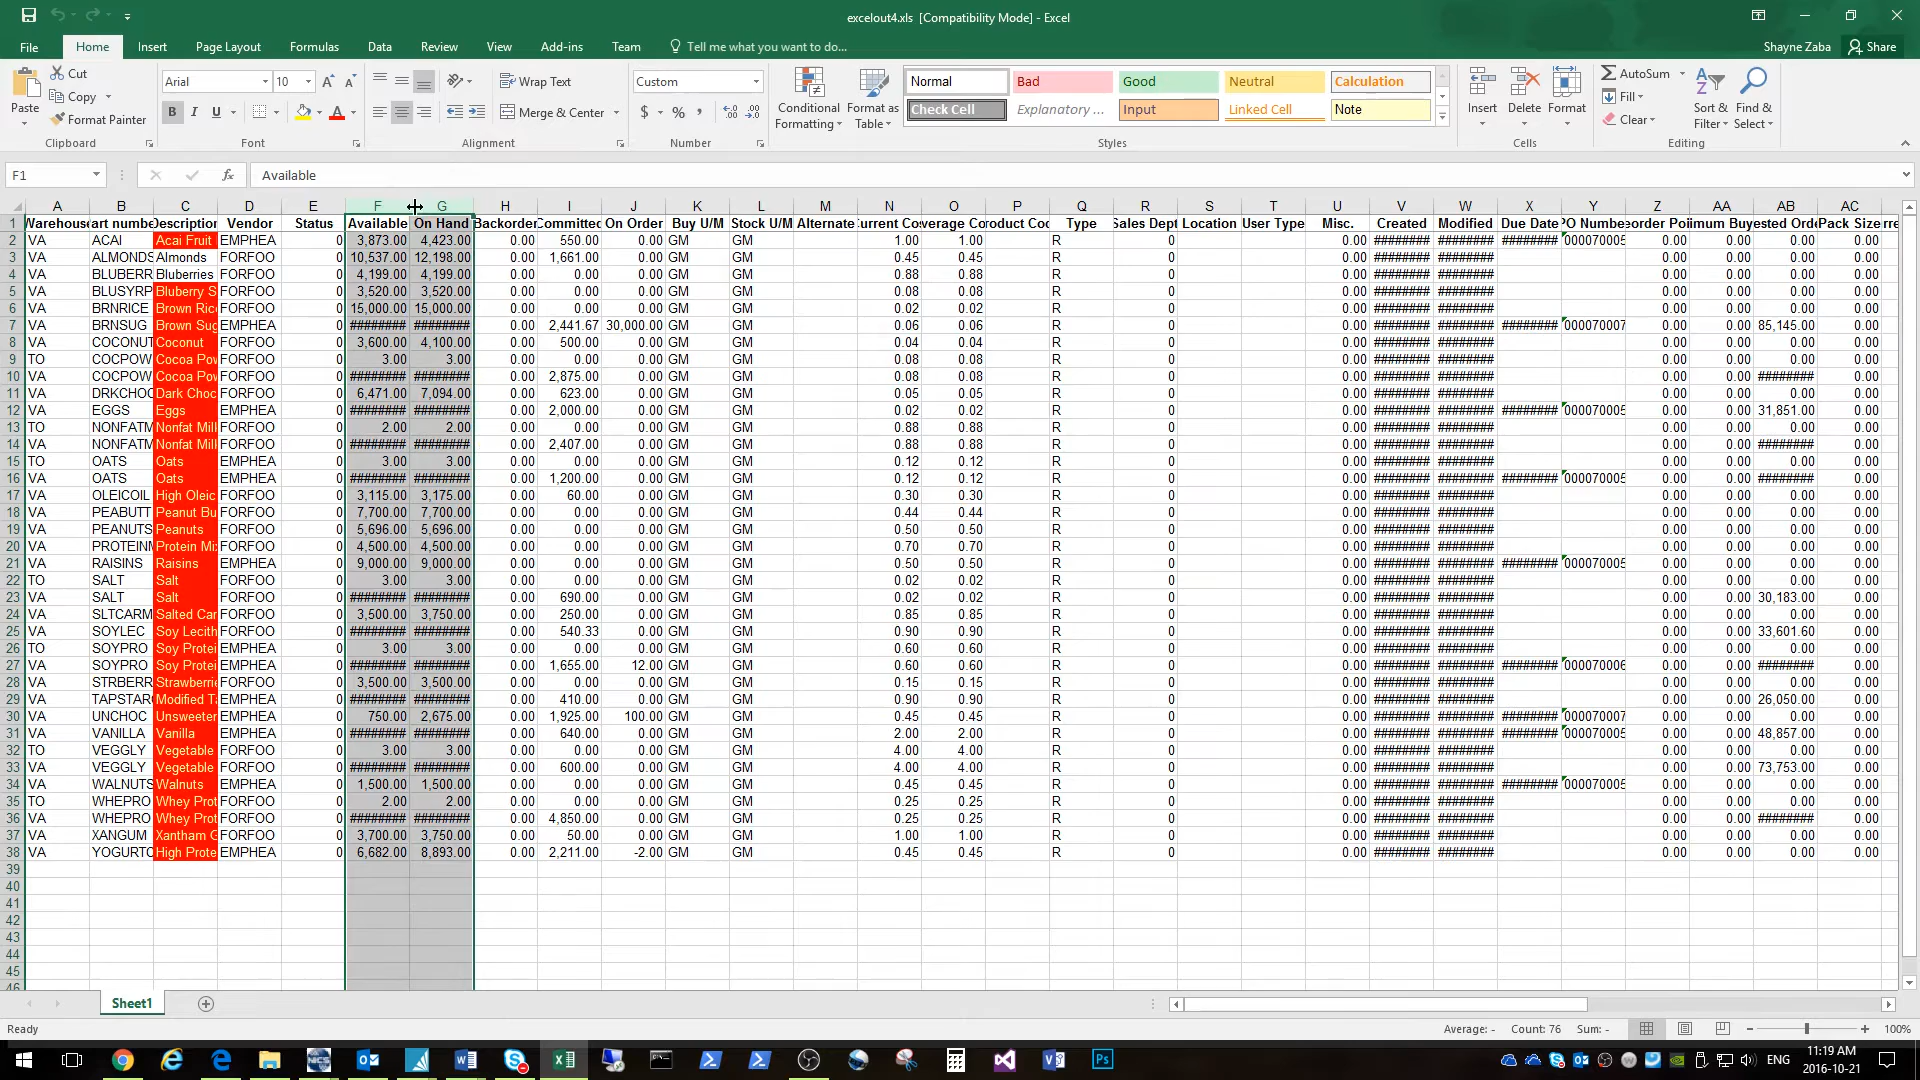 excelout4.xls [Compatibility Mode] - Excel
File Home Insert Page Layout Formulas Data Review View Add-ins Team Tell me what you want to do... Shayne Zaba Share
Paste Cut Copy Format Painter Arial 10 Wrap Text Merge & Center Custom
Conditional Formatting Format as Table Normal Bad Good Neutral Calculation
Check Cell Explanatory ... Input Linked Cell Note
Insert Delete Format AutoSum Fill Clear Sort & Filter Find & Select
Clipboard Font Alignment Number Styles Cells Editing
F1 fx Available
A B C D E F G H I J K L M N O P Q R S T U V W X Y Z AA AB AC
1 Warehouse art numbe Description Vendor Status Available On Hand Backorder Committed On Order Buy U/M Stock U/M Alternate urrent Co verage Co roduct Coc Type Sales Dept Location User Type Misc. Created Modified Due Date PO Numbe eorder Poi imum Buy ested Orde Pack Size
2 VA ACAI Acai Fruit EMPHEA 0 3,873.00 4,423.00 0.00 550.00 0.00 GM GM 1.00 1.00 R 0 0.00 ######## ######## ######## 000070005 0.00 0.00 0.00 0.00
3 VA ALMONDS Almonds FORFOO 0 10,537.00 12,198.00 0.00 1,661.00 0.00 GM GM 0.45 0.45 R 0 0.00 ######## ######## 0.00 0.00 0.00 0.00
4 VA BLUBERR Bluberries FORFOO 0 4,199.00 4,199.00 0.00 0.00 0.00 GM GM 0.88 0.88 R 0 0.00 ######## ######## 0.00 0.00 0.00 0.00
5 VA BLUSYRP Bluberry S FORFOO 0 3,520.00 3,520.00 0.00 0.00 0.00 GM GM 0.08 0.08 R 0 0.00 ######## ######## 0.00 0.00 0.00 0.00
6 VA BRNRICE Brown Ric FORFOO 0 15,000.00 15,000.00 0.00 0.00 0.00 GM GM 0.02 0.02 R 0 0.00 ######## ######## 0.00 0.00 0.00 0.00
7 VA BRNSUG Brown Sug EMPHEA 0 ######## ######## 0.00 2,441.67 30,000.00 GM GM 0.06 0.06 R 0 0.00 ######## ######## ######## 000070007 0.00 0.00 85,145.00 0.00
8 VA COCONUT Coconut FORFOO 0 3,600.00 4,100.00 0.00 500.00 0.00 GM GM 0.04 0.04 R 0 0.00 ######## ######## 0.00 0.00 0.00 0.00
9 TO COCPOW Cocoa Pov FORFOO 0 3.00 3.00 0.00 0.00 0.00 GM GM 0.08 0.08 R 0 0.00 ######## ######## 0.00 0.00 0.00 0.00
10 VA COCPOW Cocoa Pov FORFOO 0 ######## ######## 0.00 2,875.00 0.00 GM GM 0.08 0.08 R 0 0.00 ######## ######## 0.00 0.00 ######## 0.00
11 VA DRKCHOC Dark Choc FORFOO 0 6,471.00 7,094.00 0.00 623.00 0.00 GM GM 0.05 0.05 R 0 0.00 ######## ######## 0.00 0.00 0.00 0.00
12 VA EGGS Eggs EMPHEA 0 ######## ######## 0.00 2,000.00 0.00 GM GM 0.02 0.02 R 0 0.00 ######## ######## ######## 000070005 0.00 0.00 31,851.00 0.00
13 TO NONFATM Nonfat Mill FORFOO 0 2.00 2.00 0.00 0.00 0.00 GM GM 0.88 0.88 R 0 0.00 ######## ######## 0.00 0.00 0.00 0.00
14 VA NONFATM Nonfat Mill FORFOO 0 ######## ######## 0.00 2,407.00 0.00 GM GM 0.88 0.88 R 0 0.00 ######## ######## 0.00 0.00 ######## 0.00
15 TO OATS Oats EMPHEA 0 3.00 3.00 0.00 0.00 0.00 GM GM 0.12 0.12 R 0 0.00 ######## ######## 0.00 0.00 0.00 0.00
16 VA OATS Oats EMPHEA 0 ######## ######## 0.00 1,200.00 0.00 GM GM 0.12 0.12 R 0 0.00 ######## ######## ######## 000070005 0.00 0.00 ######## 0.00
17 VA OLEICOIL High Oleic FORFOO 0 3,115.00 3,175.00 0.00 60.00 0.00 GM GM 0.30 0.30 R 0 0.00 ######## ######## 0.00 0.00 0.00 0.00
18 VA PEABUTT Peanut Bu FORFOO 0 7,700.00 7,700.00 0.00 0.00 0.00 GM GM 0.44 0.44 R 0 0.00 ######## ######## 0.00 0.00 0.00 0.00
19 VA PEANUTS Peanuts FORFOO 0 5,696.00 5,696.00 0.00 0.00 0.00 GM GM 0.50 0.50 R 0 0.00 ######## ######## 0.00 0.00 0.00 0.00
20 VA PROTEINM Protein Mi FORFOO 0 4,500.00 4,500.00 0.00 0.00 0.00 GM GM 0.70 0.70 R 0 0.00 ######## ######## 0.00 0.00 0.00 0.00
21 VA RAISINS Raisins EMPHEA 0 9,000.00 9,000.00 0.00 0.00 0.00 GM GM 0.50 0.50 R 0 0.00 ######## ######## ######## 000070005 0.00 0.00 0.00 0.00
22 TO SALT Salt FORFOO 0 3.00 3.00 0.00 0.00 0.00 GM GM 0.02 0.02 R 0 0.00 ######## ######## 0.00 0.00 0.00 0.00
23 VA SALT Salt FORFOO 0 ######## ######## 0.00 690.00 0.00 GM GM 0.02 0.02 R 0 0.00 ######## ######## 0.00 0.00 30,183.00 0.00
24 VA SLTCARM Salted Car FORFOO 0 3,500.00 3,750.00 0.00 250.00 0.00 GM GM 0.85 0.85 R 0 0.00 ######## ######## 0.00 0.00 0.00 0.00
25 VA SOYLEC Soy Lecith EMPHEA 0 ######## ######## 0.00 540.33 0.00 GM GM 0.90 0.90 R 0 0.00 ######## ######## 0.00 0.00 33,601.60 0.00
26 TO SOYPRO Soy Protei EMPHEA 0 3.00 3.00 0.00 0.00 0.00 GM GM 0.60 0.60 R 0 0.00 ######## ######## 0.00 0.00 0.00 0.00
27 VA SOYPRO Soy Protei EMPHEA 0 ######## ######## 0.00 1,655.00 12.00 GM GM 0.60 0.60 R 0 0.00 ######## ######## ######## 000070006 0.00 0.00 ######## 0.00
28 VA STRBERR Strawberrie FORFOO 0 3,500.00 3,500.00 0.00 0.00 0.00 GM GM 0.15 0.15 R 0 0.00 ######## ######## 0.00 0.00 0.00 0.00
29 VA TAPSTAR Modified T EMPHEA 0 ######## ######## 0.00 410.00 0.00 GM GM 0.90 0.90 R 0 0.00 ######## ######## 0.00 0.00 26,050.00 0.00
30 VA UNCHOC Unsweeter EMPHEA 0 750.00 2,675.00 0.00 1,925.00 100.00 GM GM 0.45 0.45 R 0 0.00 ######## ######## ######## 000070007 0.00 0.00 0.00 0.00
31 VA VANILLA Vanilla EMPHEA 0 ######## ######## 0.00 640.00 0.00 GM GM 2.00 2.00 R 0 0.00 ######## ######## ######## 000070005 0.00 0.00 48,857.00 0.00
32 TO VEGGLY Vegetable FORFOO 0 3.00 3.00 0.00 0.00 0.00 GM GM 4.00 4.00 R 0 0.00 ######## ######## 0.00 0.00 0.00 0.00
33 VA VEGGLY Vegetable FORFOO 0 ######## ######## 0.00 600.00 0.00 GM GM 4.00 4.00 R 0 0.00 ######## ######## 0.00 0.00 73,753.00 0.00
34 VA WALNUTS Walnuts EMPHEA 0 1,500.00 1,500.00 0.00 0.00 0.00 GM GM 0.45 0.45 R 0 0.00 ######## ######## ######## 000070005 0.00 0.00 0.00 0.00
35 TO WHEPRO Whey Prot FORFOO 0 2.00 2.00 0.00 0.00 0.00 GM GM 0.25 0.25 R 0 0.00 ######## ######## 0.00 0.00 0.00 0.00
36 VA WHEPRO Whey Prot FORFOO 0 ######## ######## 0.00 4,850.00 0.00 GM GM 0.25 0.25 R 0 0.00 ######## ######## 0.00 0.00 ######## 0.00
37 VA XANGUM Xantham G FORFOO 0 3,700.00 3,750.00 0.00 50.00 0.00 GM GM 1.00 1.00 R 0 0.00 ######## ######## 0.00 0.00 0.00 0.00
38 VA YOGURTC High Prote EMPHEA 0 6,682.00 8,893.00 0.00 2,211.00 -2.00 GM GM 0.45 0.45 R 0 0.00 ######## ######## 0.00 0.00 0.00 0.00
39
40
41
42
43
44
45
46
Sheet1
Ready Average: - Count: 76 Sum: - 100%
ENG 11:19 AM
2016-10-21